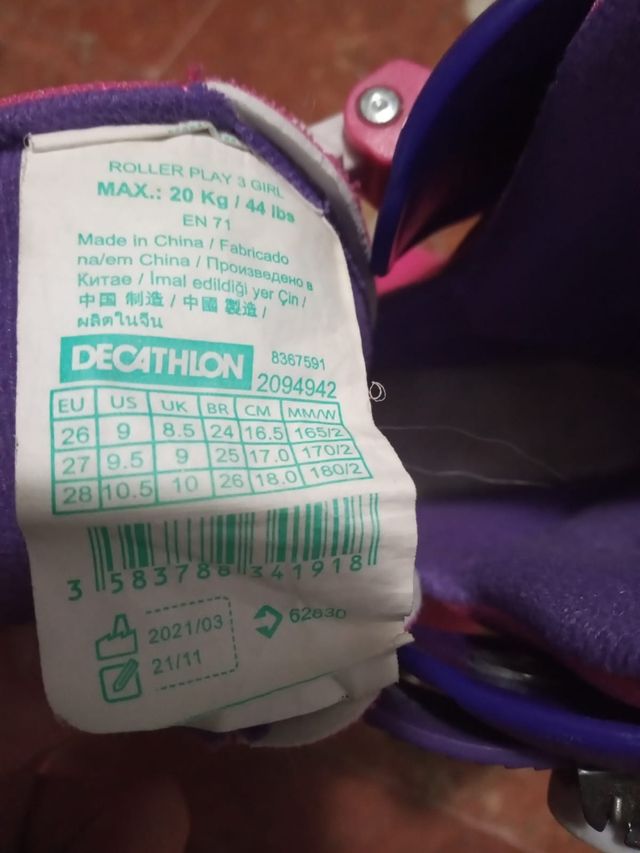 ROLLER PLAY 3 GIRL
MAX.: 20 Kg / 44 lbs
EN 71
Made in China / Fabricado
na/em China / Произведено в
Китае / İmal edildiği yer Çin /
中国 制造 / 中國 製造 /
ผลิตในจีน
DECATHLON 8367591
2094942
EU US UK BR CM MM/W
26 9 8.5 24 16.5 165/2
27 9.5 9 25 17.0 170/2
28 10.5 10 26 18.0 180/2
3 583788 341918
2021/03
21/11
62830